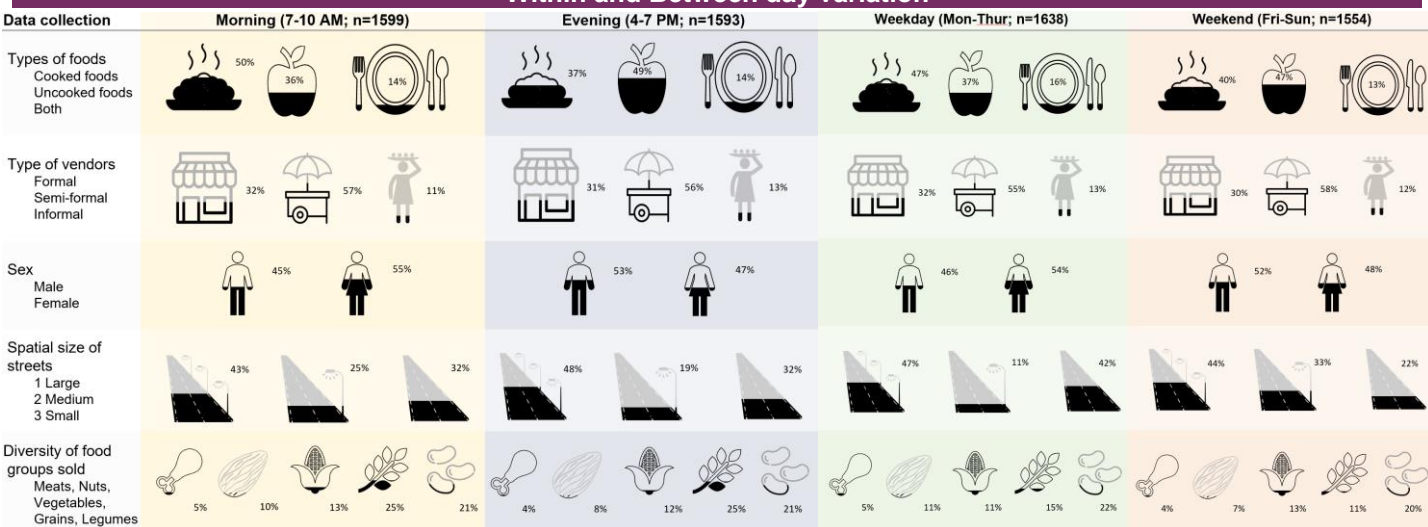 Within and Between day Variation
Data collection Morning (7-10 AM; n=1599) Evening (4-7 PM; n=1593) Weekday (Mon-Thur; n=1638) Weekend (Fri-Sun; n=1554)
Types of foods
Cooked foods
Uncooked foods
Both
50% 36% 14% 37% 49% 14% 47% 37% 16% 40% 47% 13%
Type of vendors
Formal
Semi-formal
Informal
32% 57% 11% 31% 56% 13% 32% 55% 13% 30% 58% 12%
Sex
Male
Female
45% 55% 53% 47% 46% 54% 52% 48%
Spatial size of
streets
1 Large
2 Medium
3 Small
43% 25% 32% 48% 19% 32% 47% 11% 42% 44% 33% 22%
Diversity of food
groups sold
Meats, Nuts,
Vegetables,
Grains, Legumes
5% 10% 13% 25% 21% 4% 8% 12% 25% 21% 5% 11% 11% 15% 22% 4% 7% 13% 11% 20%